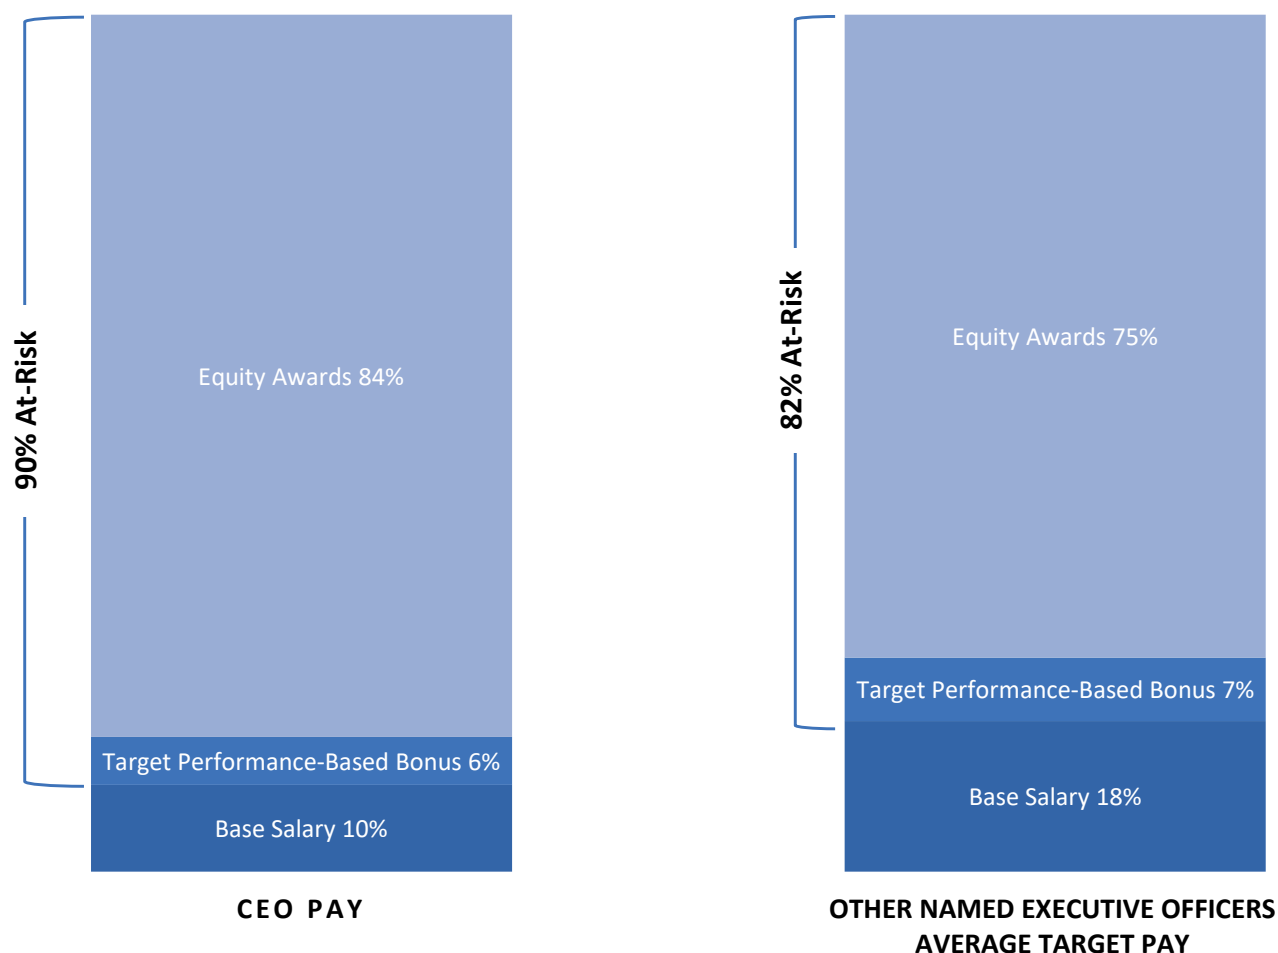 90% At-Risk
Equity Awards 84%
Target Performance-Based Bonus 6%
Base Salary 10%
CEO PAY
82% At-Risk
Equity Awards 75%
Target Performance-Based Bonus 7%
Base Salary 18%
OTHER NAMED EXECUTIVE OFFICERS
AVERAGE TARGET PAY